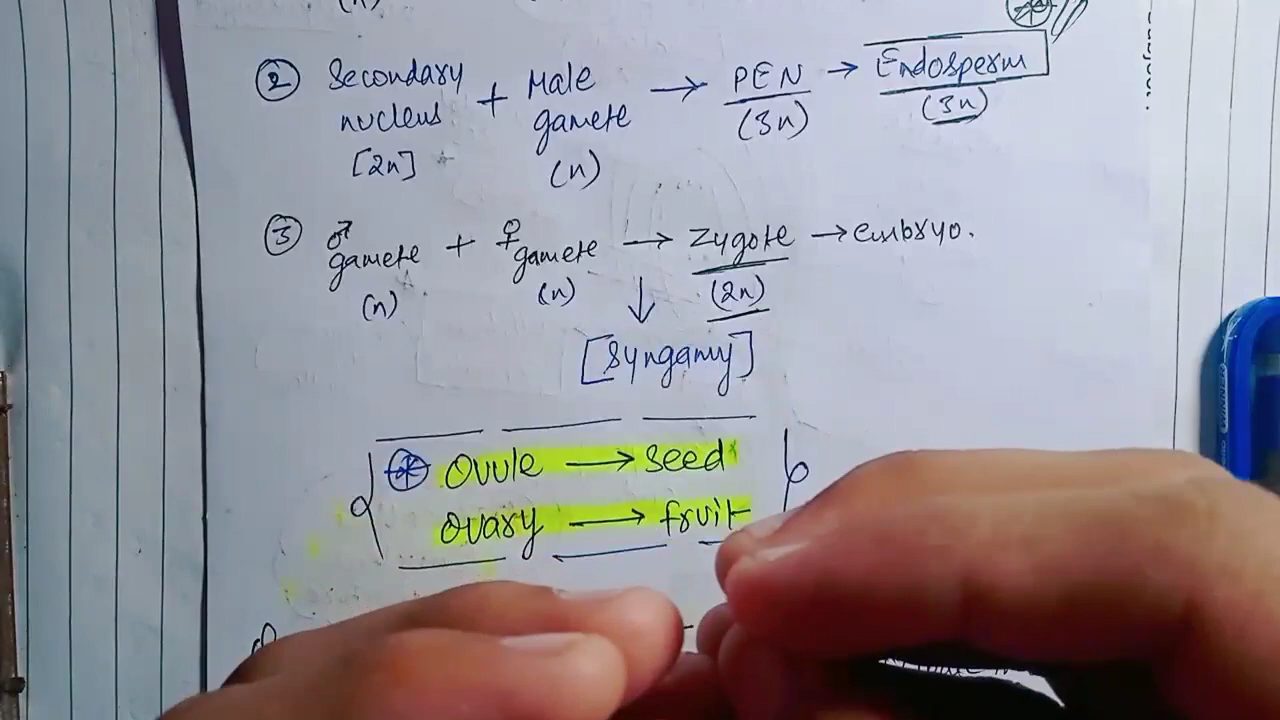 (n)
② Secondary nucleus [2n] + Male gamete (n) → PEN (3n) → Endosperm (3n)
③ ♂ gamete (n) + ♀ gamete (n) → Zygote (2n) → embryo.
↓
[Syngamy]
Ovule → Seed
Ovary → fruit
WINNER